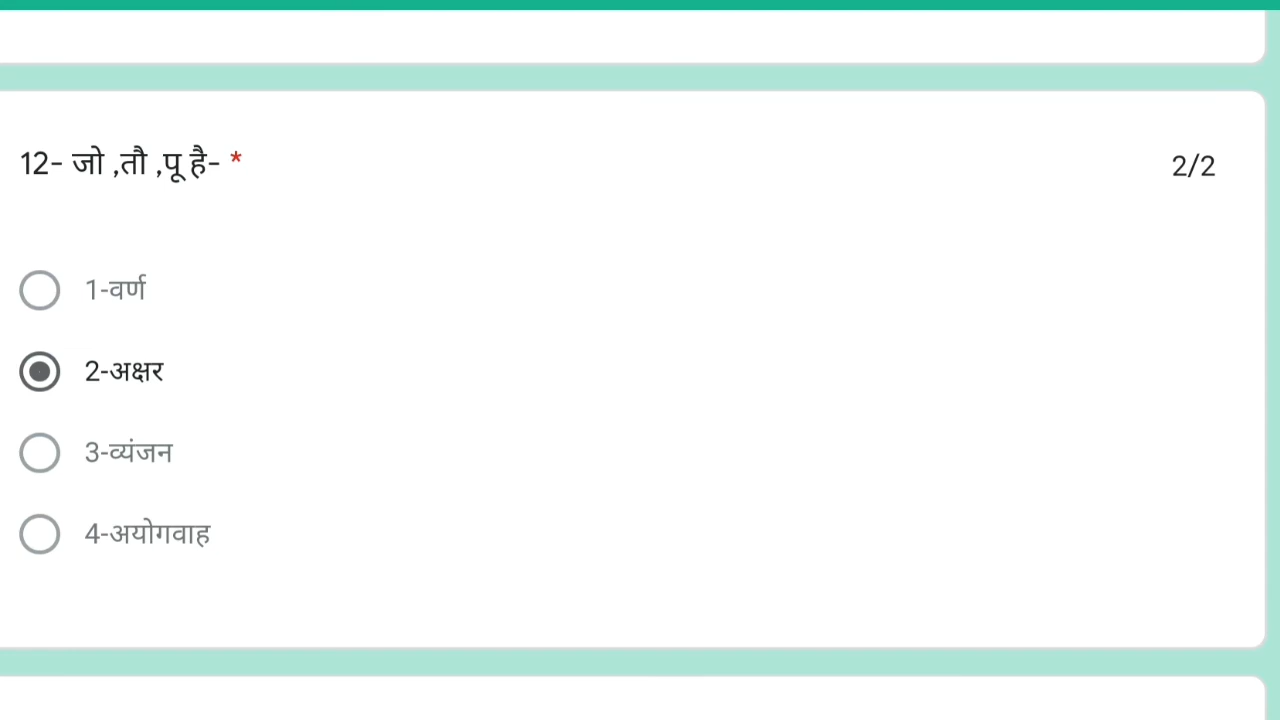 12- जो ,तौ ,पू है- *
2/2
1-वर्ण
2-अक्षर
3-व्यंजन
4-अयोगवाह